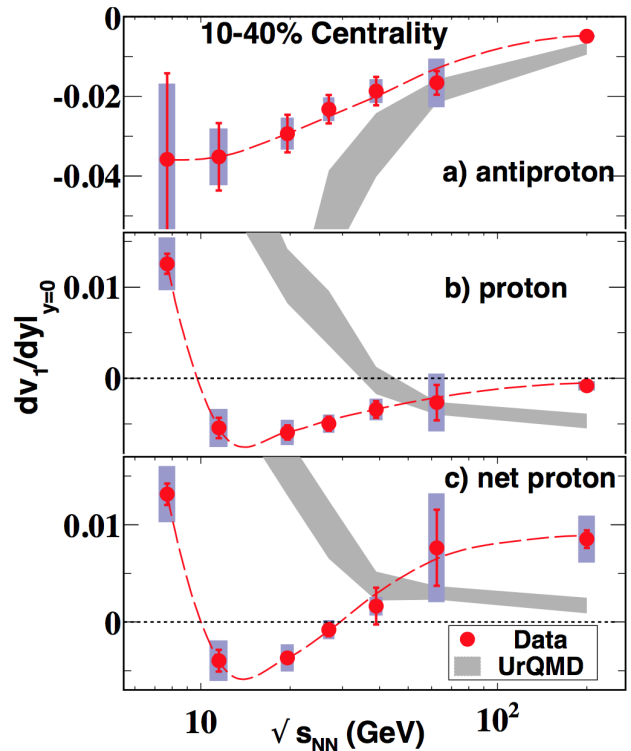 10-40% Centrality
0
-0.02
-0.04
a) antiproton
0.01
b) proton
0
dv₁/dy|y=0
c) net proton
0.01
0
Data
UrQMD
10
10²
√ sNN (GeV)